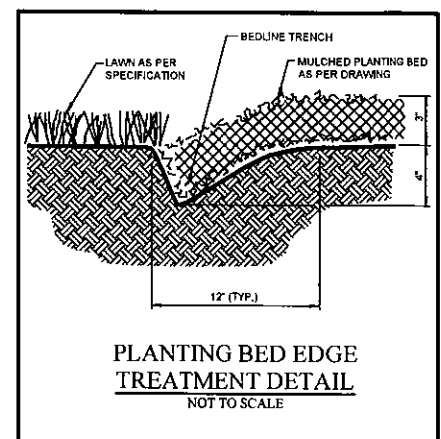 BEDLINE TRENCH
LAWN AS PER
SPECIFICATION
MULCHED PLANTING BED
AS PER DRAWING
3"
4"
12" (TYP.)
PLANTING BED EDGE
TREATMENT DETAIL
NOT TO SCALE